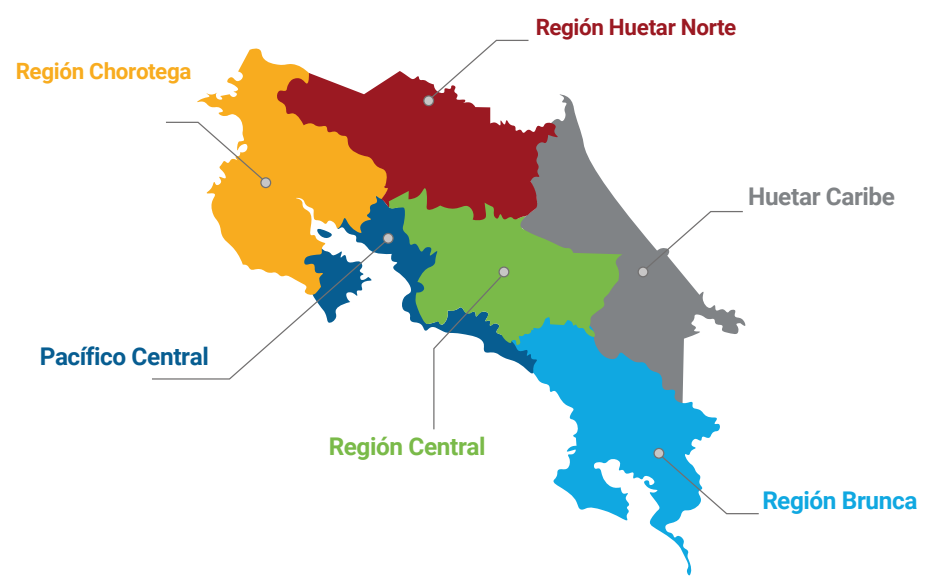 Región Huetar Norte
Región Chorotega
Huetar Caribe
Pacífico Central
Región Central
Región Brunca